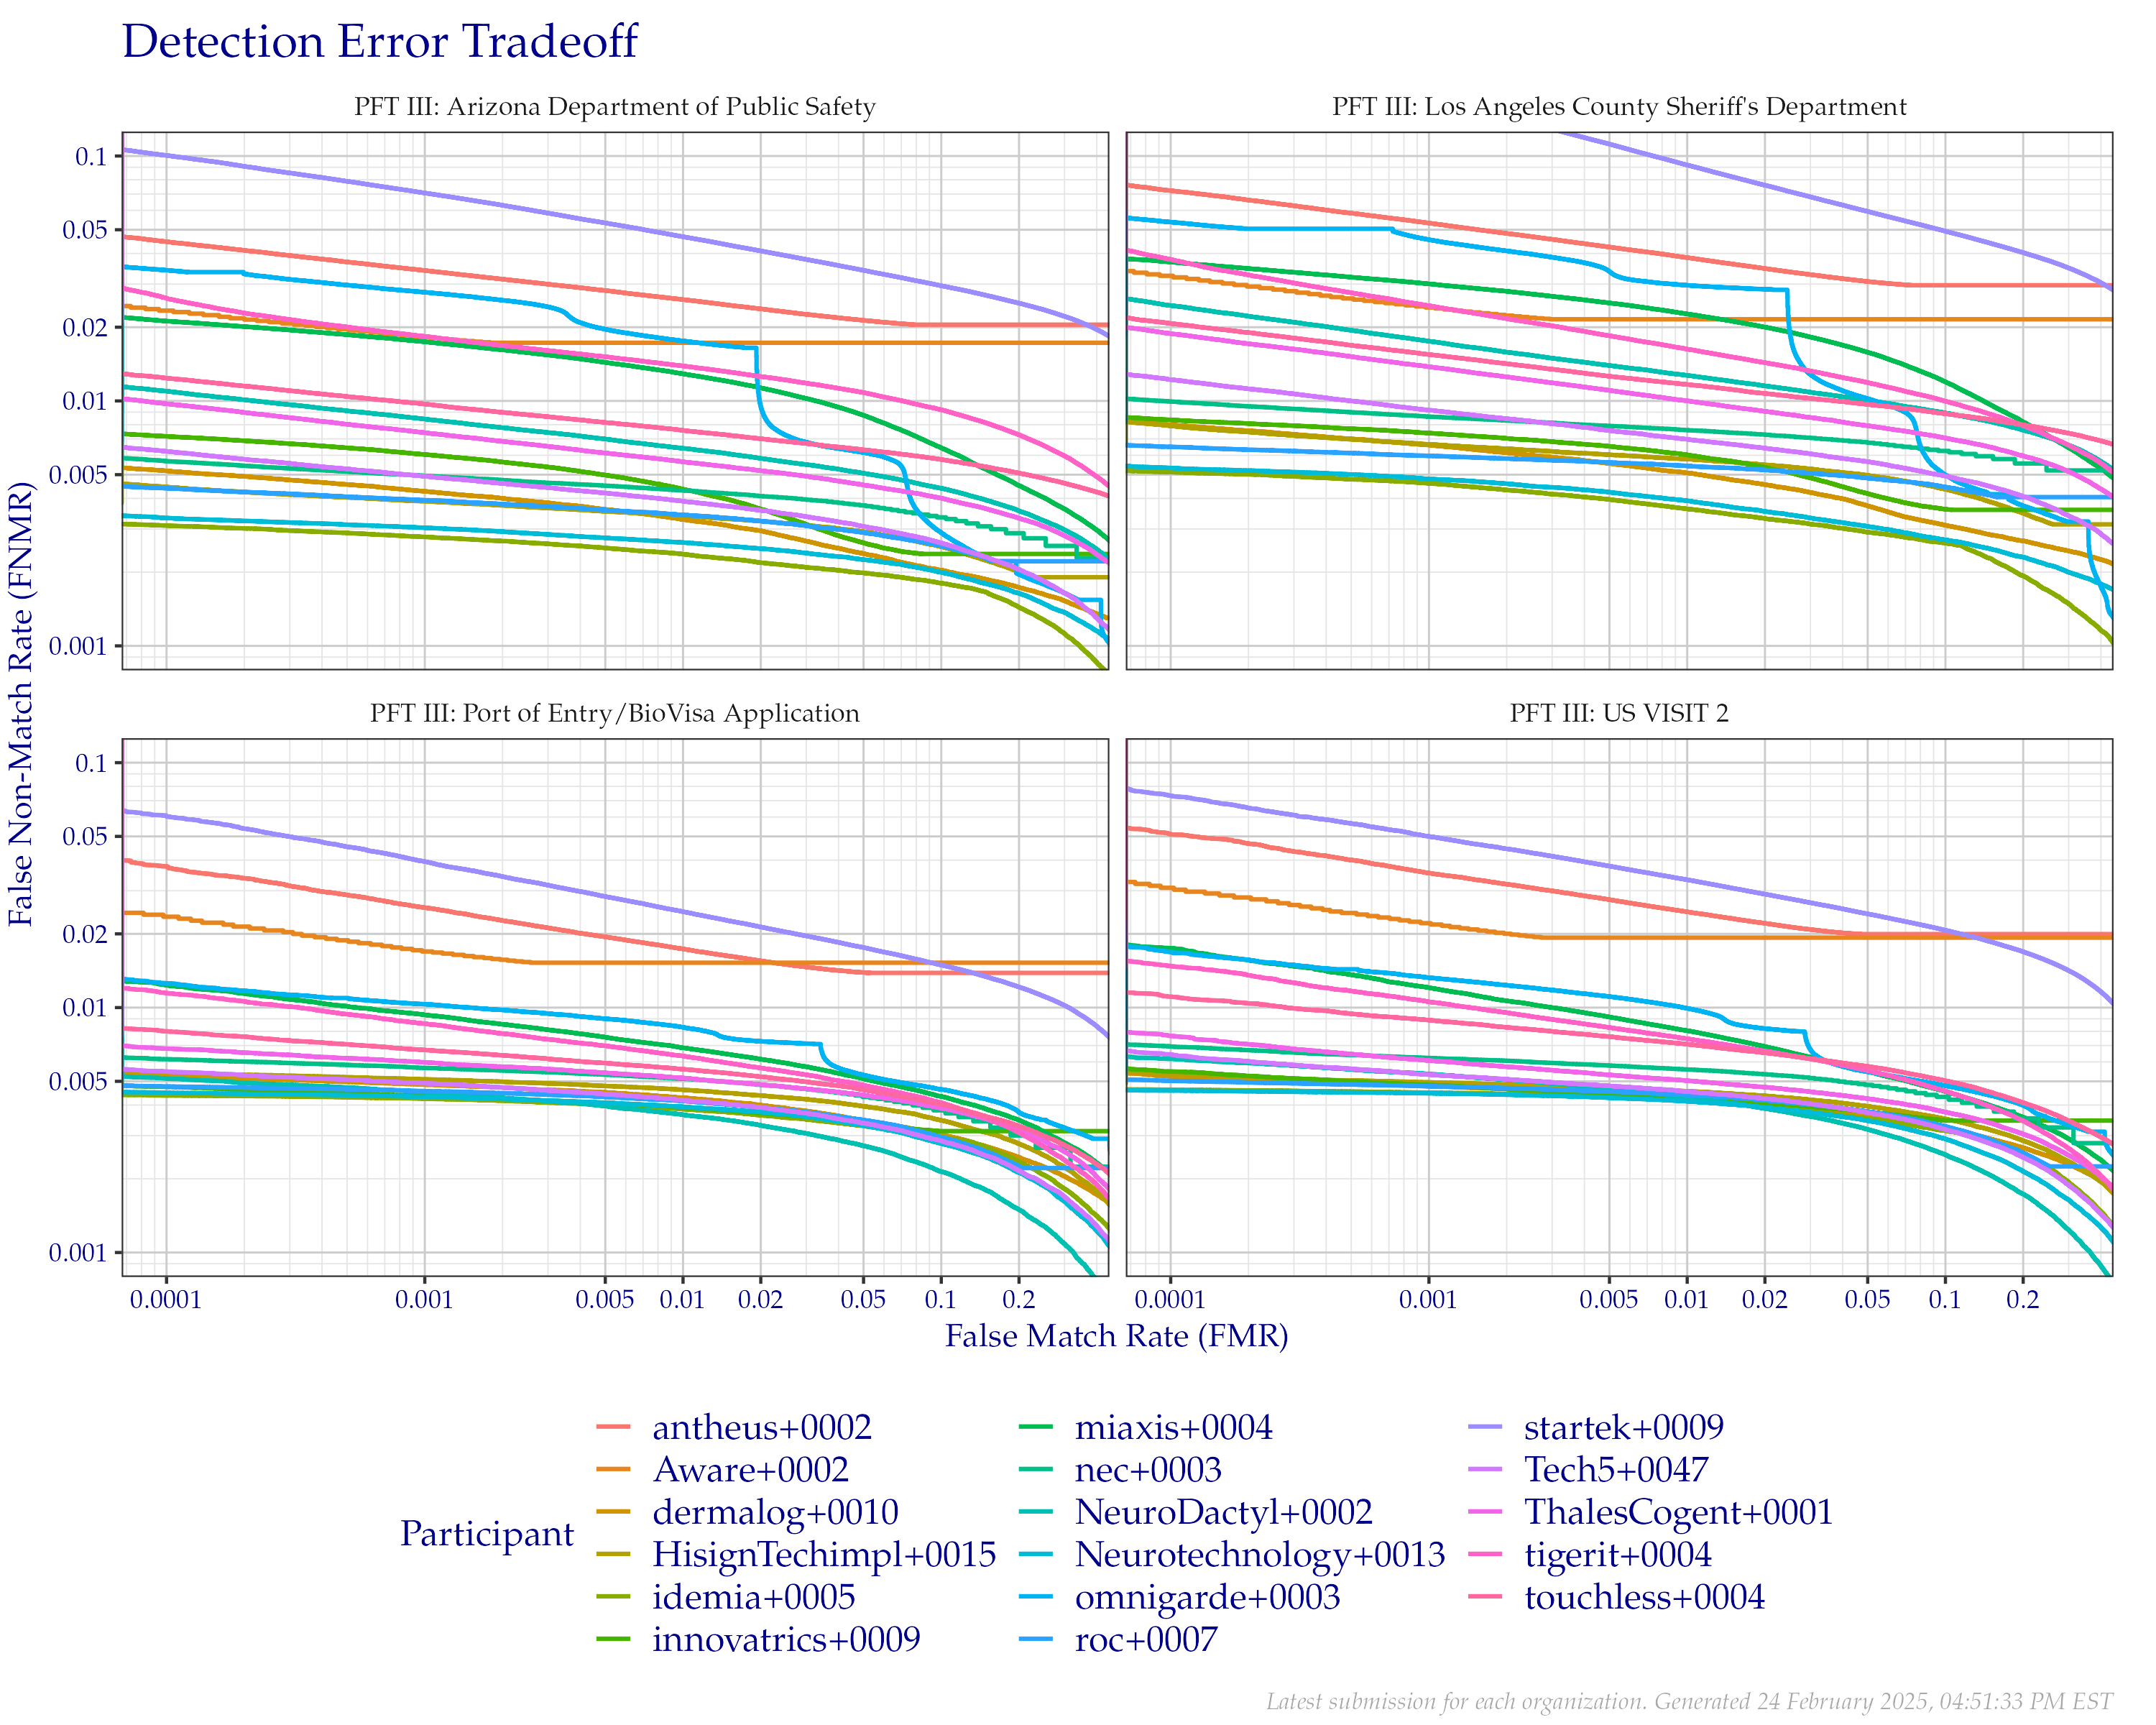 Detection Error Tradeoff
PFT III: Arizona Department of Public Safety
PFT III: Los Angeles County Sheriff's Department
0.1
0.05
0.02
0.01
0.005
0.001
False Non-Match Rate (FNMR)
PFT III: Port of Entry/BioVisa Application
PFT III: US VISIT 2
0.1
0.05
0.02
0.01
0.005
0.001
0.0001 0.001 0.005 0.01 0.02 0.05 0.1 0.2
0.0001 0.001 0.005 0.01 0.02 0.05 0.1 0.2
False Match Rate (FMR)
Participant
antheus+0002
Aware+0002
dermalog+0010
HisignTechimpl+0015
idemia+0005
innovatrics+0009
miaxis+0004
nec+0003
NeuroDactyl+0002
Neurotechnology+0013
omnigarde+0003
roc+0007
startek+0009
Tech5+0047
ThalesCogent+0001
tigerit+0004
touchless+0004
Latest submission for each organization. Generated 24 February 2025, 04:51:33 PM EST